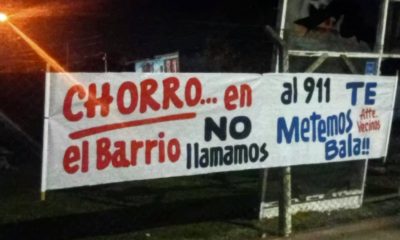 CHORRO... en al 911 TE
el Barrio NO llamamos Metemos Bala!!
Atte. Vecinos